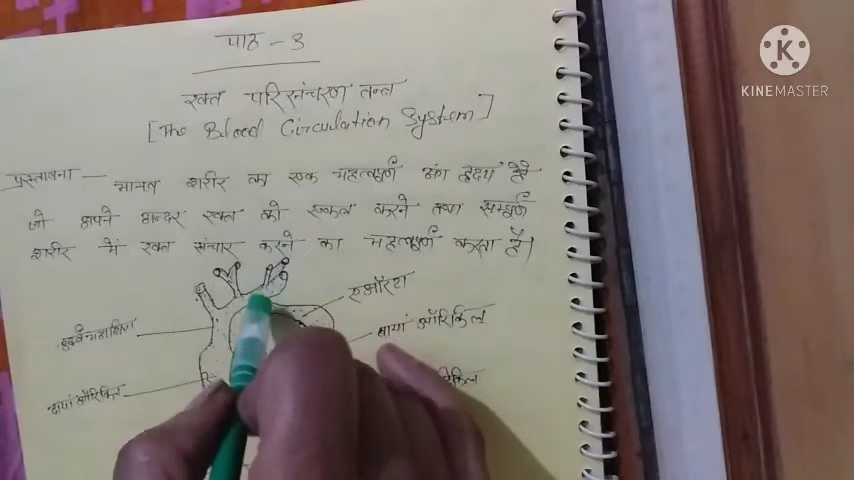 पाठ - 3
रक्त परिसंचरण तन्त्र
[The Blood Circulation System]
प्रस्तावना — मानव शरीर का एक महत्वपूर्ण अंग हृदय है
जो अपने अन्दर रक्त को एकत्र करने तथा सम्पूर्ण
शरीर में रक्त संचार करने का महत्वपूर्ण करता है।
एओरटा
बायां ऑरिकिल
दायां ऑरिकिल
K
KINEMASTER